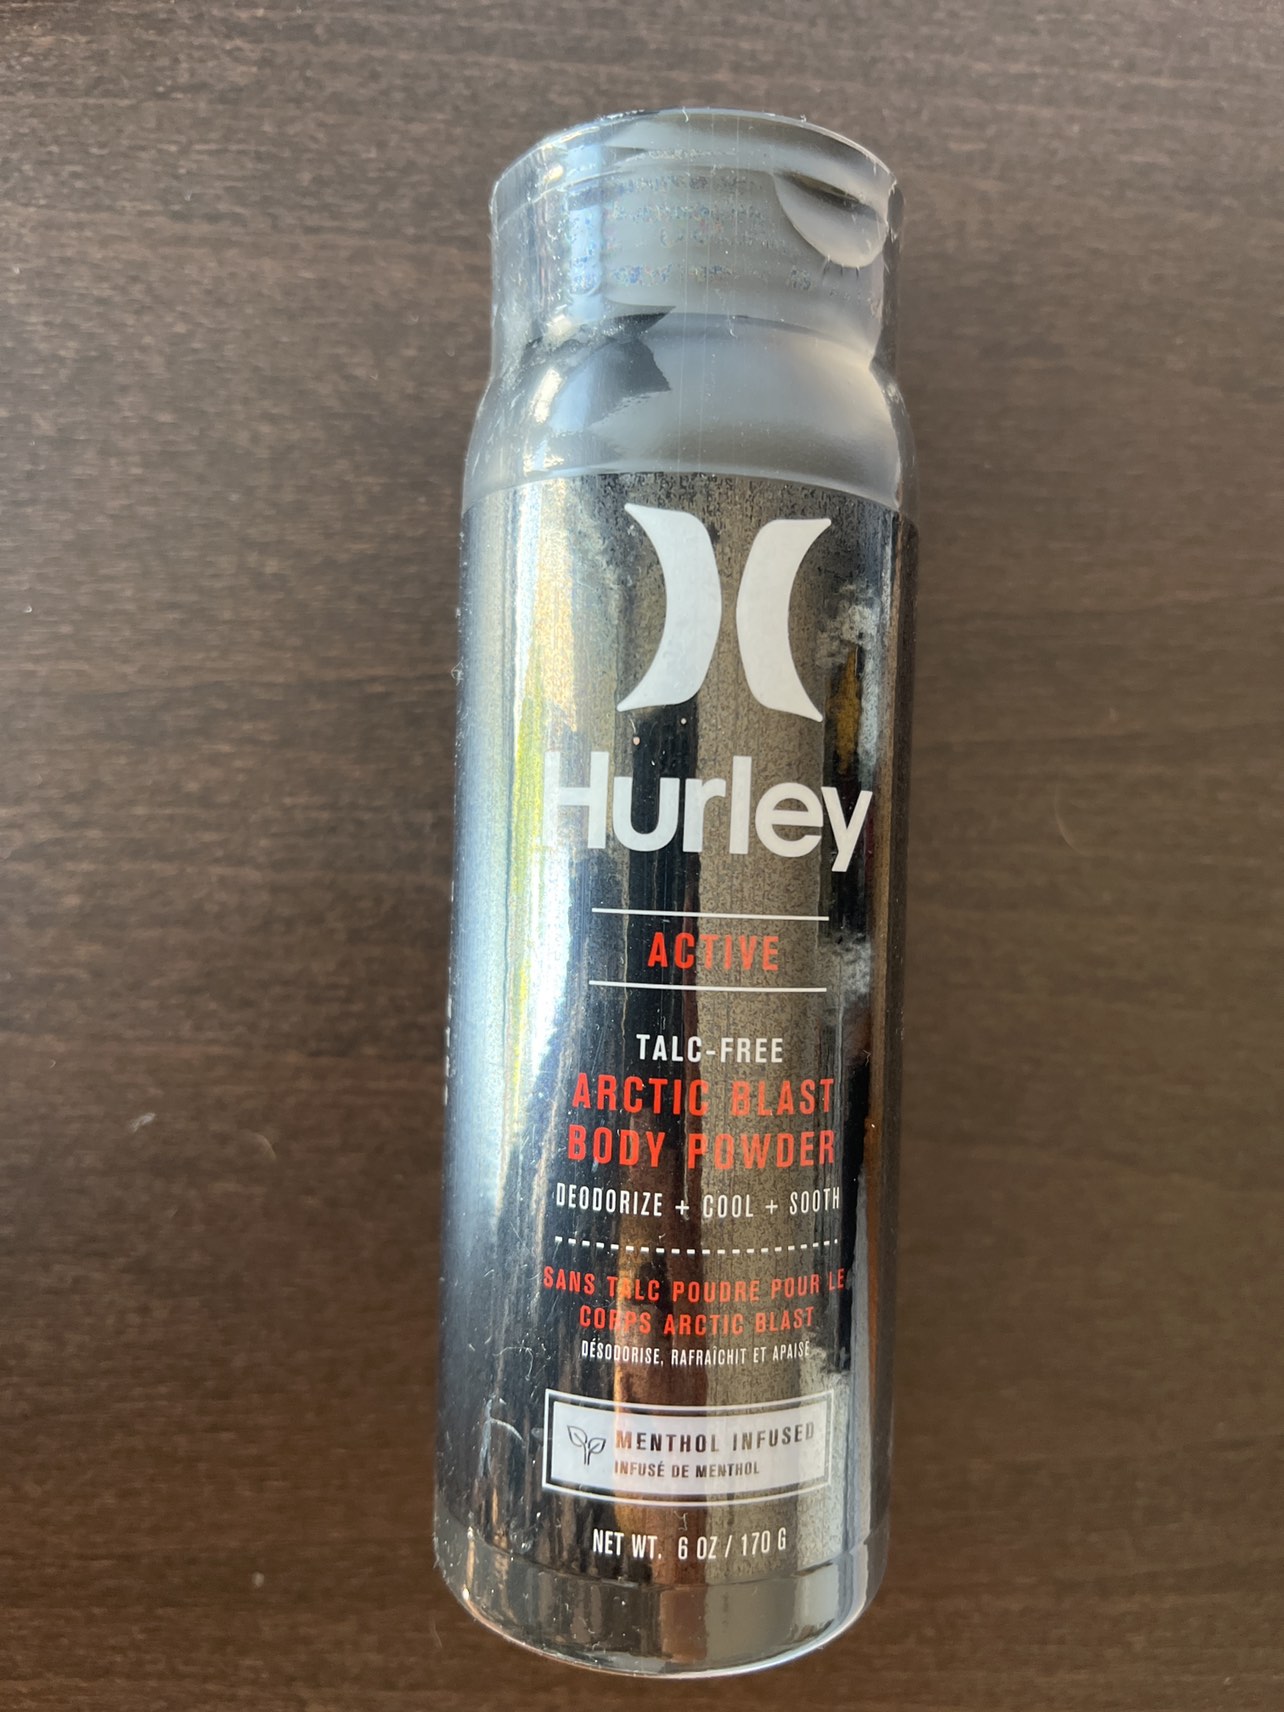 Hurley
ACTIVE
TALC-FREE
ARCTIC BLAST
BODY POWDER
DEODORIZE + COOL + SOOTH
SANS TALC POUDRE POUR LE
CORPS ARCTIC BLAST
DÉSODORISE, RAFRAÎCHIT ET APAISE
MENTHOL INFUSED
INFUSÉ DE MENTHOL
NET WT. 6 OZ / 170 G